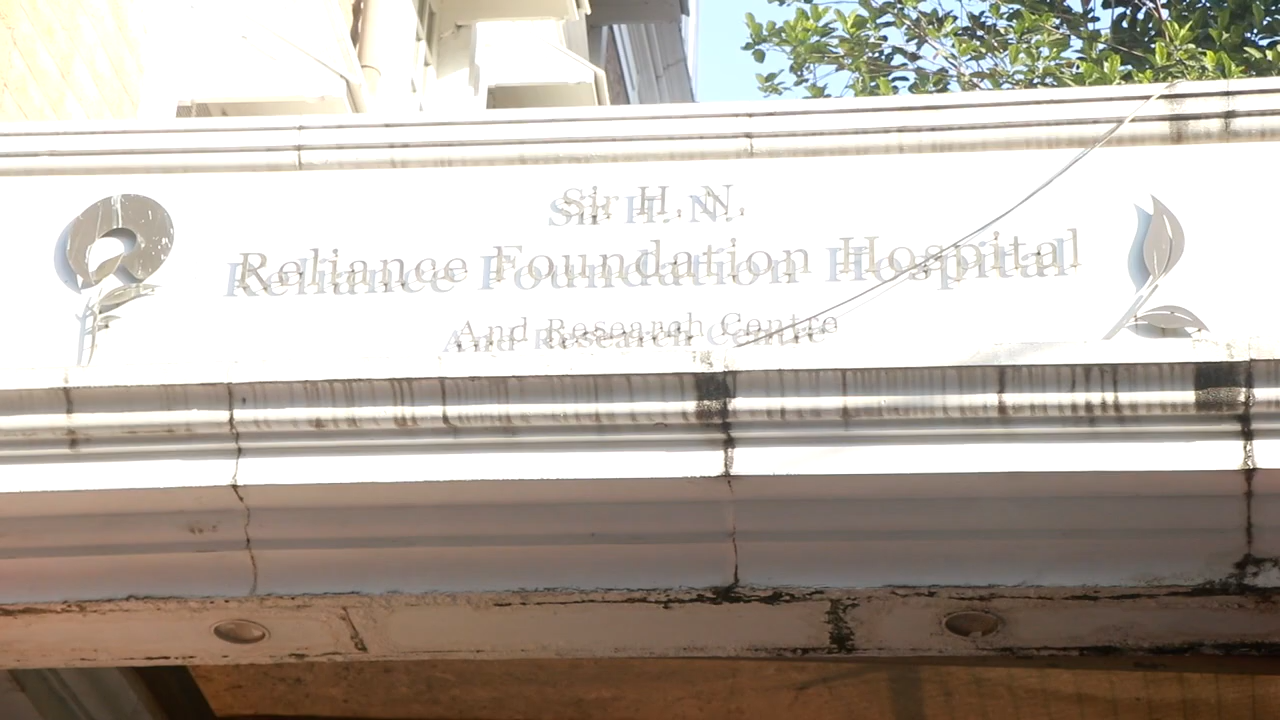 Sir H. N.
Reliance Foundation Hospital
And Research Centre